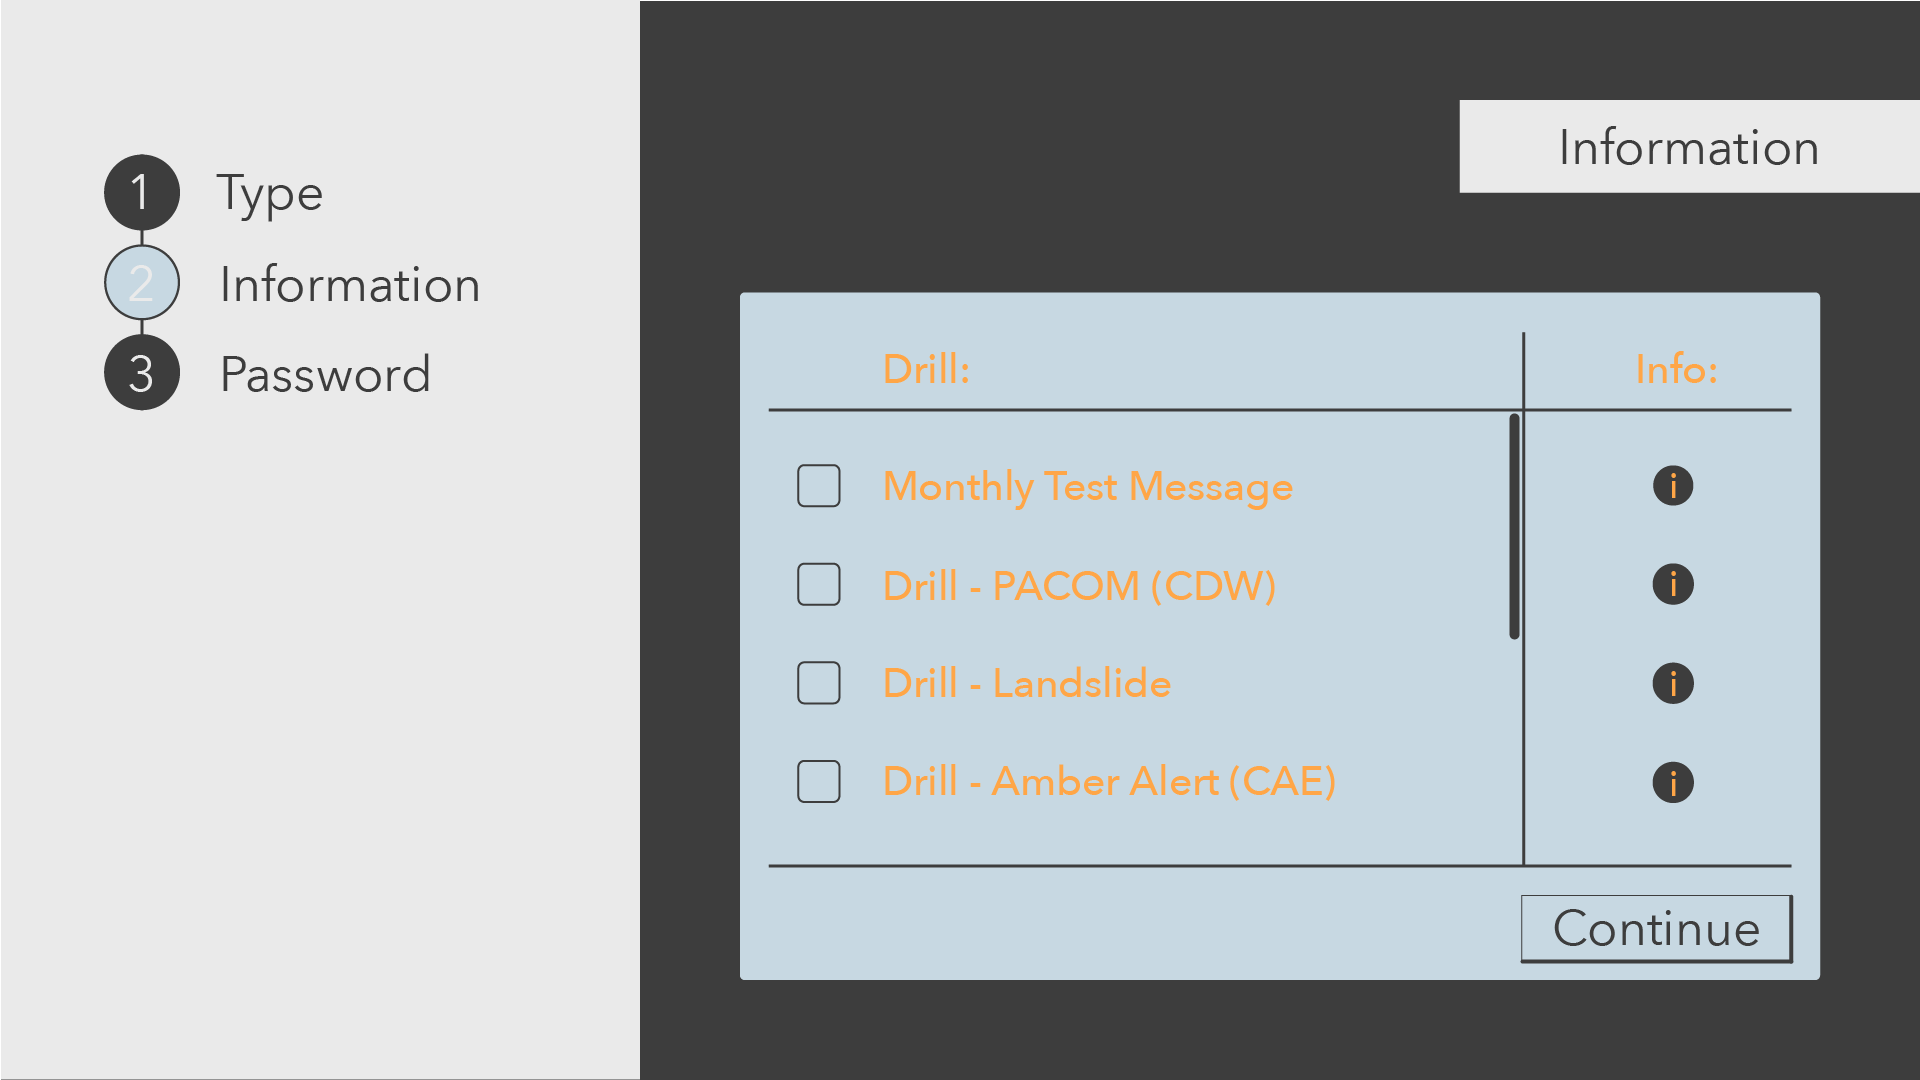 1 Type
2 Information
3 Password
Information
Drill: Info:
Monthly Test Message i
Drill - PACOM (CDW) i
Drill - Landslide i
Drill - Amber Alert (CAE) i
Continue